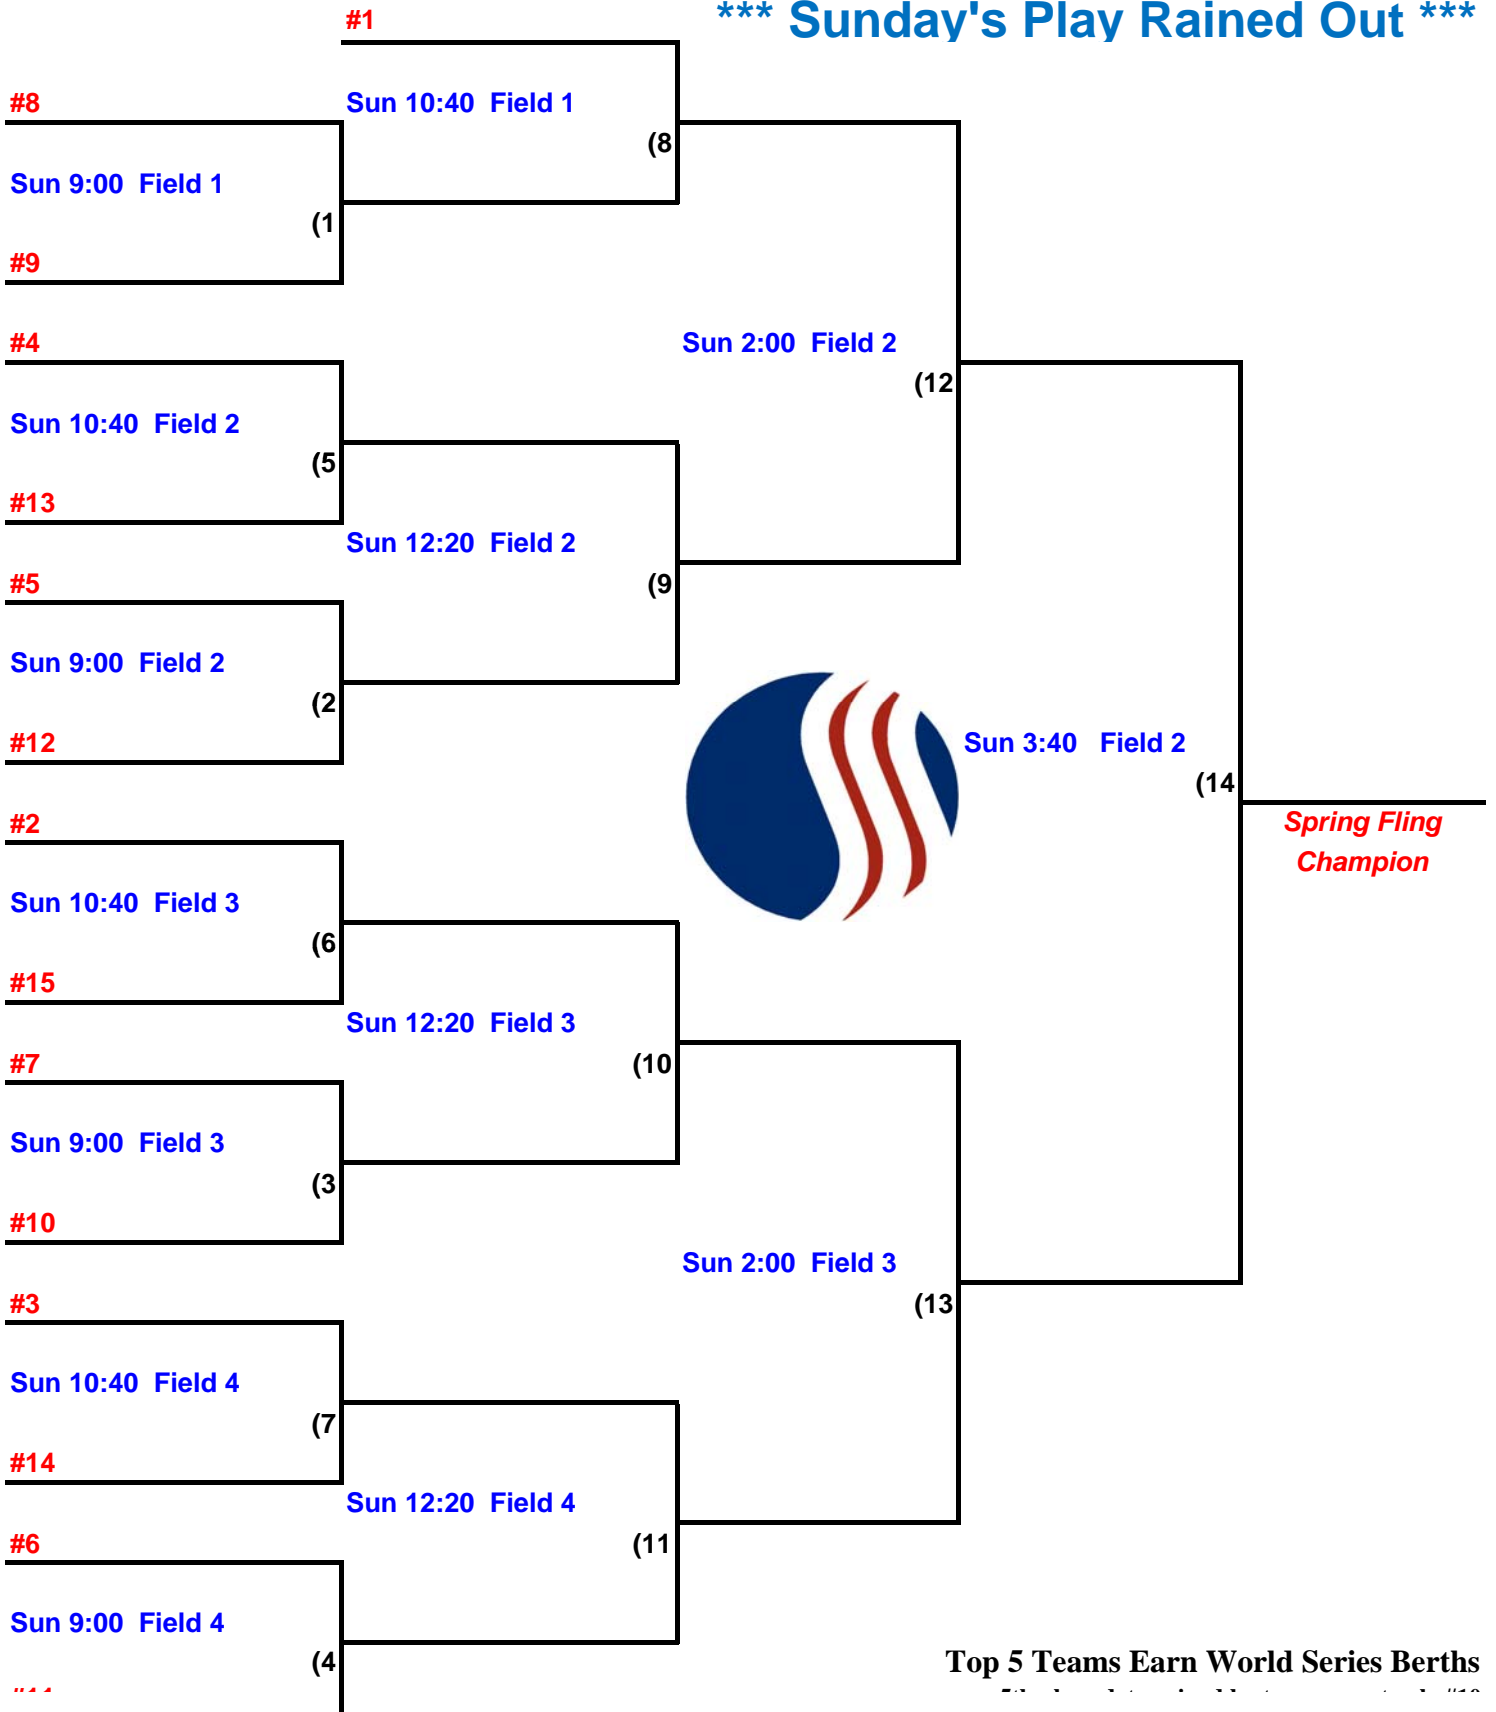 #1
*** Sunday's Play Rained Out ***
#8
Sun 10:40 Field 1
(8
Sun 9:00 Field 1
(1
#9
#4
Sun 2:00 Field 2
(12
Sun 10:40 Field 2
(5
#13
Sun 12:20 Field 2
#5
(9
Sun 9:00 Field 2
(2
#12
Sun 3:40 Field 2
(14
#2
Spring Fling
Champion
Sun 10:40 Field 3
(6
#15
Sun 12:20 Field 3
#7
(10
Sun 9:00 Field 3
(3
#10
Sun 2:00 Field 3
#3
(13
Sun 10:40 Field 4
(7
#14
Sun 12:20 Field 4
#6
(11
Sun 9:00 Field 4
(4
Top 5 Teams Earn World Series Berths